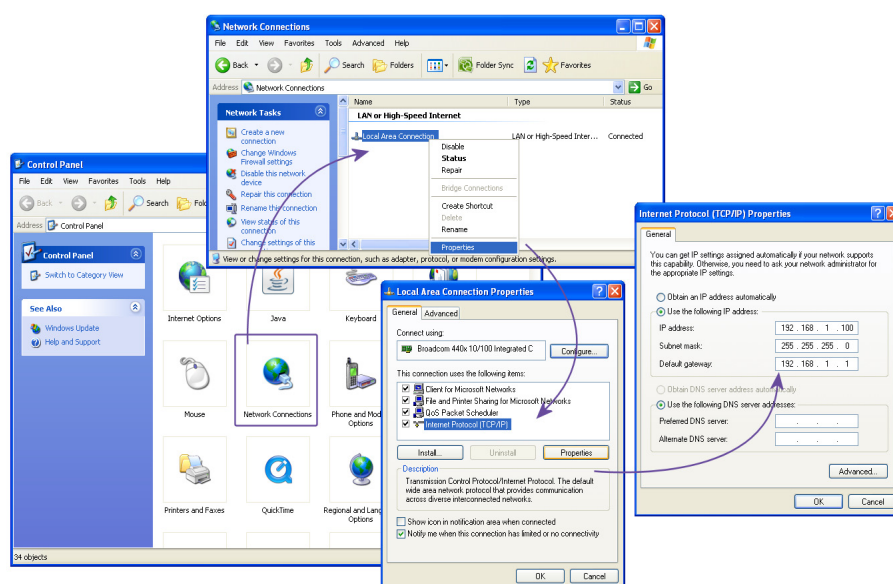 Network Connections
File Edit View Favorites Tools Advanced Help
Back Search Folders Folder Sync Favorites
Address Network Connections Go
Network Tasks
Create a new
connection
Change Windows
Firewall settings
Disable this network
device
Repair this connection
Rename this connection
View status of this
connection
Change settings of this
Name Type Status
LAN or High-Speed Internet
Local Area Connection LAN or High-Speed Inter... Connected
Disable
Status
Repair
Bridge Connections
Create Shortcut
Delete
Rename
Properties
View or change settings for this connection, such as adapter, protocol, or modem configuration settings.
Control Panel
File Edit View Favorites Tools Help
Back Search Fol
Address Control Panel
Control Panel
Switch to Category View
See Also
Windows Update
Help and Support
Internet Options Java Keyboard
Mouse Network Connections Phone and Mod
Options
Printers and Faxes QuickTime Regional and Lang
Options
34 objects
Local Area Connection Properties
General Advanced
Connect using:
Broadcom 440x 10/100 Integrated C Configure...
This connection uses the following items:
Client for Microsoft Networks
File and Printer Sharing for Microsoft Networks
QoS Packet Scheduler
Internet Protocol (TCP/IP)
Install... Uninstall Properties
Description
Transmission Control Protocol/Internet Protocol. The default
wide area network protocol that provides communication
across diverse interconnected networks.
Show icon in notification area when connected
Notify me when this connection has limited or no connectivity
OK Cancel
Internet Protocol (TCP/IP) Properties
General
You can get IP settings assigned automatically if your network supports
this capability. Otherwise, you need to ask your network administrator for
the appropriate IP settings.
Obtain an IP address automatically
Use the following IP address:
IP address: 192 . 168 . 1 . 100
Subnet mask: 255 . 255 . 255 . 0
Default gateway: 192 . 168 . 1 . 1
Obtain DNS server address automatically
Use the following DNS server addresses:
Preferred DNS server: . . .
Alternate DNS server: . . .
Advanced...
OK Cancel